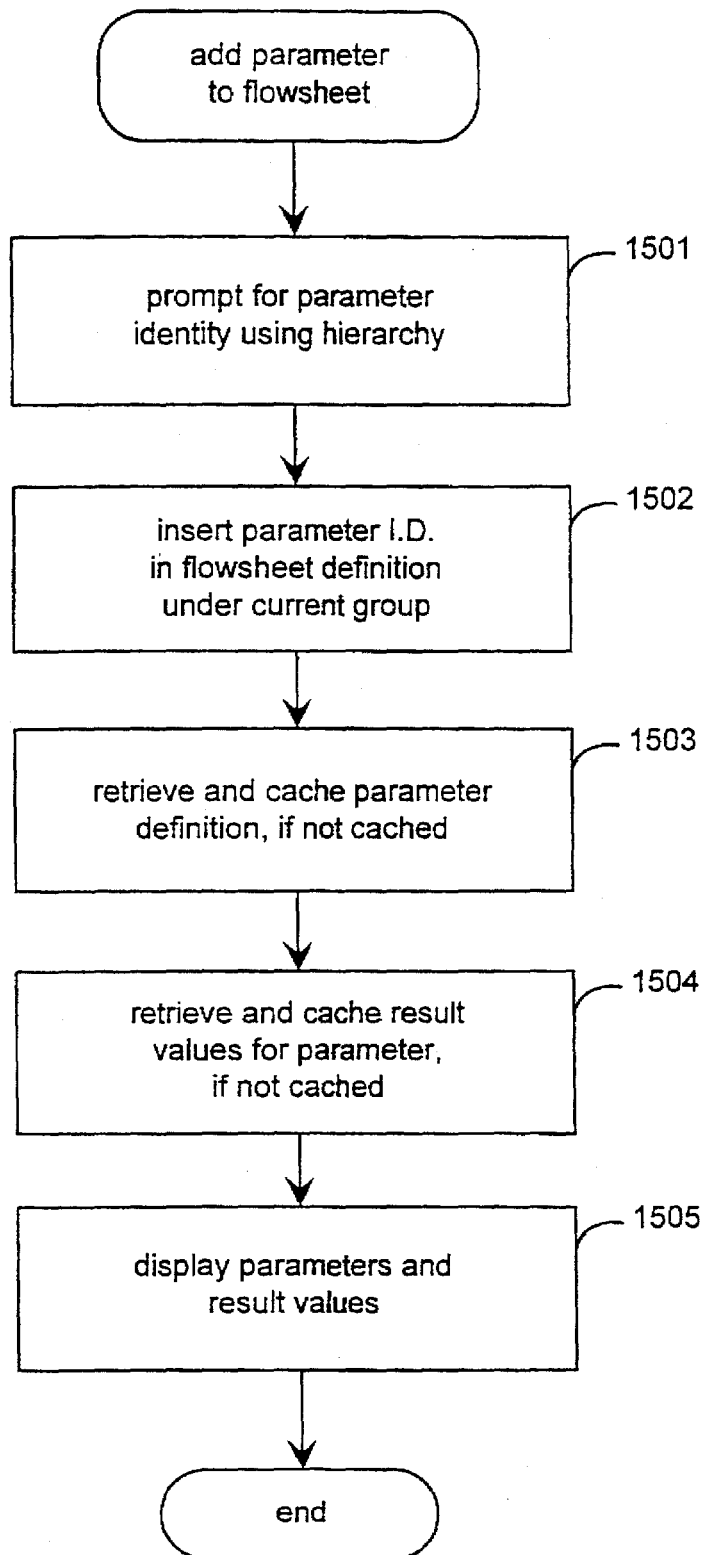 add parameter
to flowsheet
1501
prompt for parameter
identity using hierarchy
1502
insert parameter I.D.
in flowsheet definition
under current group
1503
retrieve and cache parameter
definition, if not cached
1504
retrieve and cache result
values for parameter,
if not cached
1505
display parameters and
result values
end